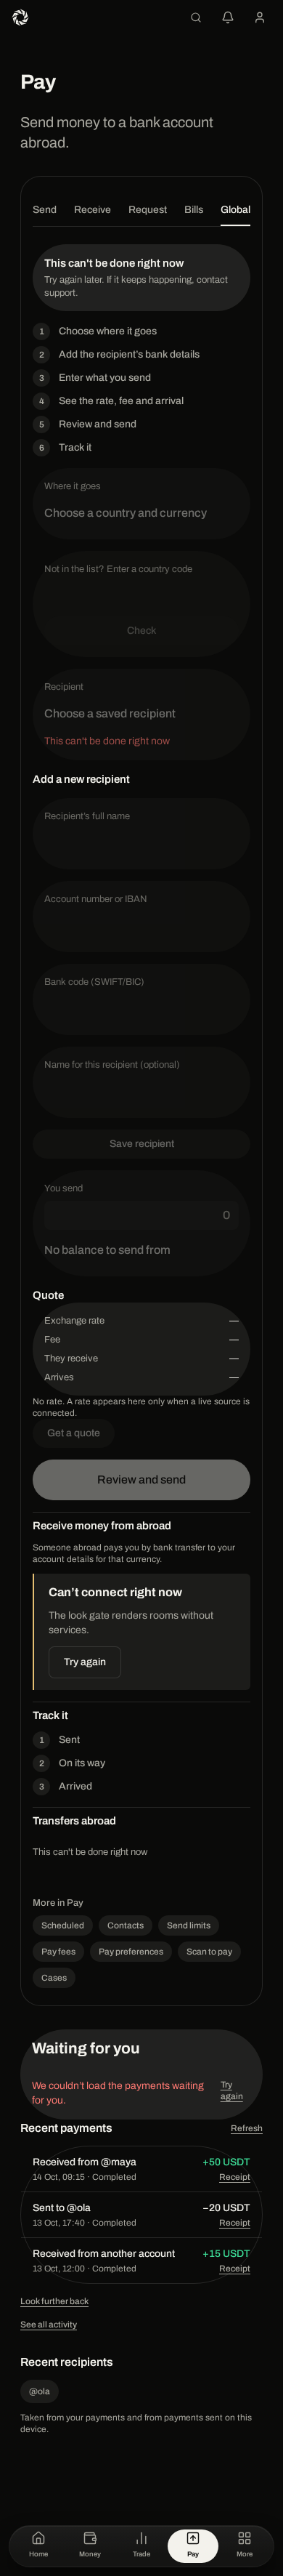 Pay
Send money to a bank account
abroad.
Send
Receive
Request
Bills
Global
This can't be done right now
Try again later. If it keeps happening, contact
support.
1 Choose where it goes
2 Add the recipient's bank details
3 Enter what you send
4 See the rate, fee and arrival
5 Review and send
6 Track it
Where it goes
Choose a country and currency
Not in the list? Enter a country code
Check
Recipient
Choose a saved recipient
This can't be done right now
Add a new recipient
Recipient's full name
Account number or IBAN
Bank code (SWIFT/BIC)
Name for this recipient (optional)
Save recipient
You send
0
No balance to send from
Quote
Exchange rate —
Fee —
They receive —
Arrives —
No rate. A rate appears here only when a live source is
connected.
Get a quote
Review and send
Receive money from abroad
Someone abroad pays you by bank transfer to your
account details for that currency.
Can't connect right now
The look gate renders rooms without
services.
Try again
Track it
1 Sent
2 On its way
3 Arrived
Transfers abroad
This can't be done right now
More in Pay
Scheduled
Contacts
Send limits
Pay fees
Pay preferences
Scan to pay
Cases
Waiting for you
We couldn't load the payments waiting
for you.
Try
again
Recent payments
Refresh
Received from @maya +50 USDT
14 Oct, 09:15 · Completed Receipt
Sent to @ola −20 USDT
13 Oct, 17:40 · Completed Receipt
Received from another account +15 USDT
13 Oct, 12:00 · Completed Receipt
Look further back
See all activity
Recent recipients
@ola
Taken from your payments and from payments sent on this
device.
Home
Money
Trade
Pay
More